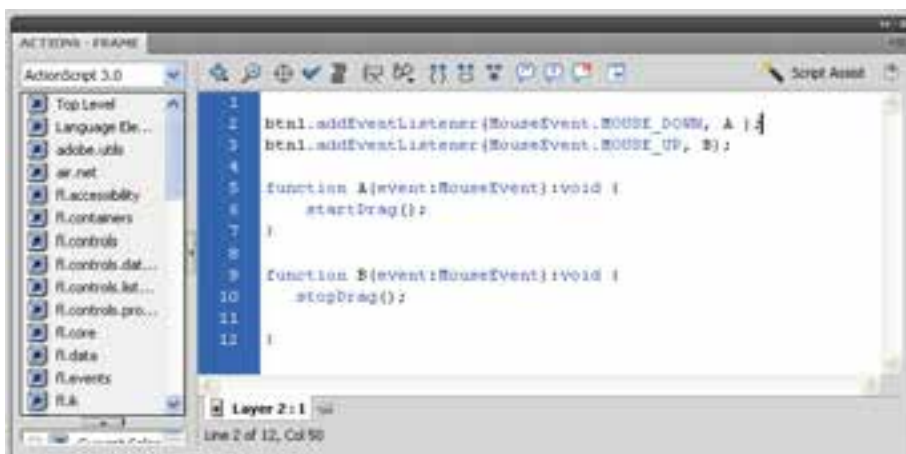 ACTIONS - FRAME
ActionScript 3.0
Script Assist
Top Level
Language Ele...
adobe.utils
air.net
fl.accessibility
fl.containers
fl.controls
fl.controls.dat...
fl.controls.list...
fl.controls.pro...
fl.core
fl.data
fl.events
fl.ik
1
2 btn1.addEventListener(MouseEvent.MOUSE_DOWN, A );
3 btn1.addEventListener(MouseEvent.MOUSE_UP, B);
4
5 function A(event:MouseEvent):void {
6 startDrag();
7 }
8
9 function B(event:MouseEvent):void {
10 stopDrag();
11
12 }
Layer 2 : 1
Line 2 of 12, Col 50